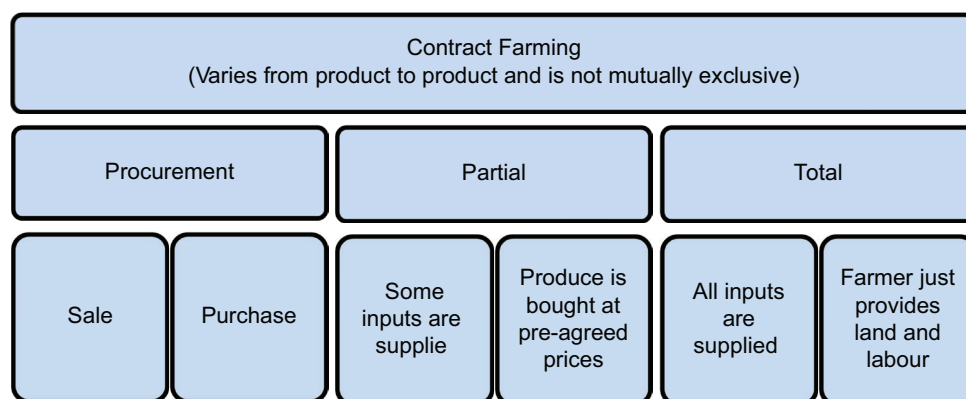 Contract Farming
(Varies from product to product and is not mutually exclusive)
Procurement
Partial
Total
Sale
Purchase
Some
inputs are
supplie
Produce is
bought at
pre-agreed
prices
All inputs
are
supplied
Farmer just
provides
land and
labour